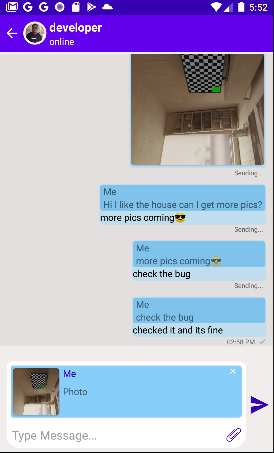 5:52
developer
online
Sending...
Me
Hi I like the house can I get more pics?
more pics coming😎
Sending...
Me
more pics coming😎
check the bug
Sending...
Me
check the bug
checked it and its fine
02:58 PM
Me
Photo
Type Message...